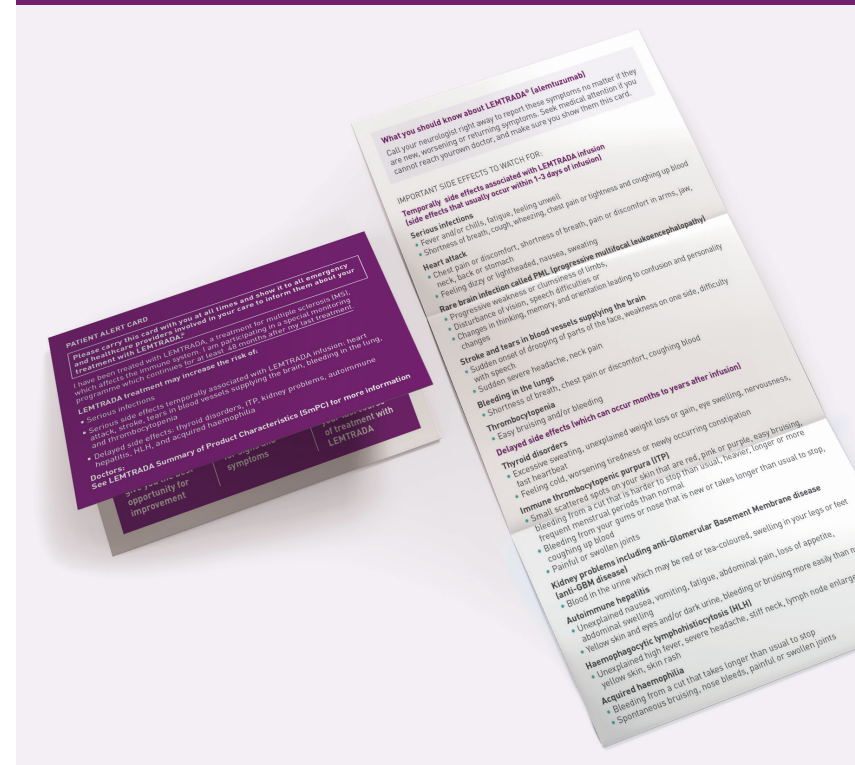 PATIENT ALERT CARD
Please carry this card with you at all times and show it to all emergency
and healthcare providers involved in your care to inform them about your
treatment with LEMTRADA®
I have been treated with LEMTRADA, a treatment for multiple sclerosis (MS),
which affects the immune system. I am participating in a special monitoring
programme which continues for at least 48 months after my last treatment.
LEMTRADA treatment may increase the risk of:
• Serious infections
• Serious side effects temporally associated with LEMTRADA infusion: heart
attack, stroke, tears in blood vessels supplying the brain, bleeding in the lung,
and thrombocytopenia
• Delayed side effects: thyroid disorders, ITP, kidney problems, autoimmune
hepatitis, HLH, and acquired haemophilia
Doctors:
See LEMTRADA Summary of Product Characteristics (SmPC) for more information
give you the
opportunity for
improvement
symptoms
of treatment with
LEMTRADA
What you should know about LEMTRADA® (alemtuzumab)
Call your neurologist right away to report these symptoms no matter if they
are new, worsening or returning symptoms. Seek medical attention if you
cannot reach yourown doctor, and make sure you show them this card.
IMPORTANT SIDE EFFECTS TO WATCH FOR:
Temporally side effects associated with LEMTRADA infusion
(side effects that usually occur within 1-3 days of infusion)
Serious infections
• Fever and/or chills, fatigue, feeling unwell
• Shortness of breath, cough, wheezing, chest pain or tightness and coughing up blood
Heart attack
• Chest pain or discomfort, shortness of breath, pain or discomfort in arms, jaw,
neck, back or stomach
• Feeling dizzy or lightheaded, nausea, sweating
Rare brain infection called PML (progressive multifocal leukoencephalopathy)
• Progressive weakness or clumsiness of limbs,
• Disturbance of vision, speech difficulties or
• Changes in thinking, memory, and orientation leading to confusion and personality
changes
Stroke and tears in blood vessels supplying the brain
• Sudden onset of drooping of parts of the face, weakness on one side, difficulty
with speech
• Sudden severe headache, neck pain
Bleeding in the lungs
• Shortness of breath, chest pain or discomfort, coughing blood
Thrombocytopenia
• Easy bruising and/or bleeding
• Delayed side effects (which can occur months to years after infusion)
Thyroid disorders
• Excessive sweating, unexplained weight loss or gain, eye swelling, nervousness,
fast heartbeat
• Feeling cold, worsening tiredness or newly occurring constipation
Immune thrombocytopenic purpura (ITP)
• Small scattered spots on your skin that are red, pink or purple, easy bruising,
bleeding from a cut that is harder to stop than usual, heavier, longer or more
frequent menstrual periods than normal
• Bleeding from your gums or nose that is new or takes longer than usual to stop,
coughing up blood
• Painful or swollen joints
Kidney problems including anti-Glomerular Basement Membrane disease
(anti-GBM disease)
• Blood in the urine which may be red or tea-coloured, swelling in your legs or feet
Autoimmune hepatitis
• Unexplained nausea, vomiting, fatigue, abdominal pain, loss of appetite,
abdominal swelling
• Yellow skin and eyes and/or dark urine, bleeding or bruising more easily than
Haemophagocytic lymphohistiocytosis (HLH)
• Unexplained high fever, severe headache, stiff neck, lymph node
yellow skin, skin rash
Acquired haemophilia
• Bleeding from a cut that takes longer than usual to stop
• Spontaneous bruising, nose bleeds, painful or swollen joints